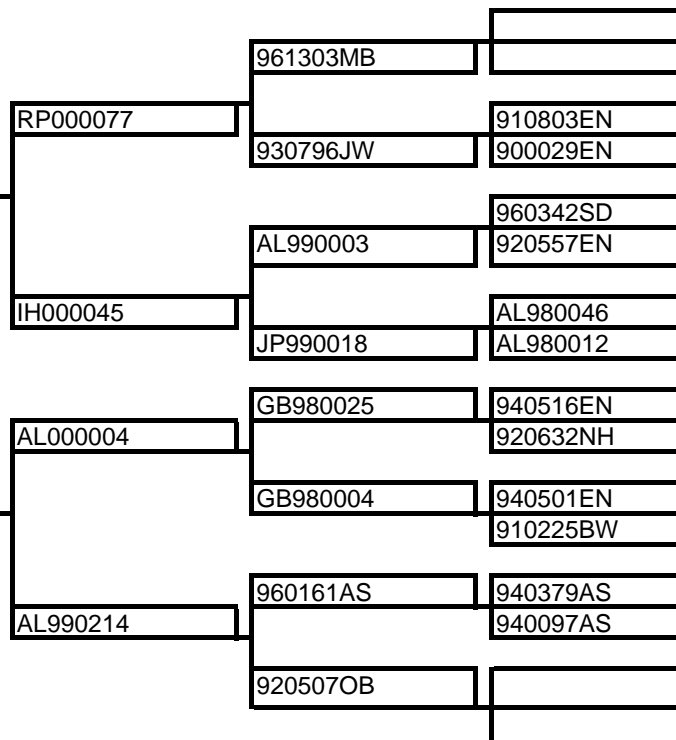 961303MB
RP000077
910803EN
930796JW
900029EN
960342SD
AL990003
920557EN
IH000045
AL980046
JP990018
AL980012
GB980025
940516EN
AL000004
920632NH
GB980004
940501EN
910225BW
960161AS
940379AS
AL990214
940097AS
920507OB